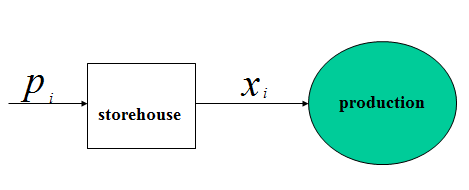 p i
x i
storehouse
production